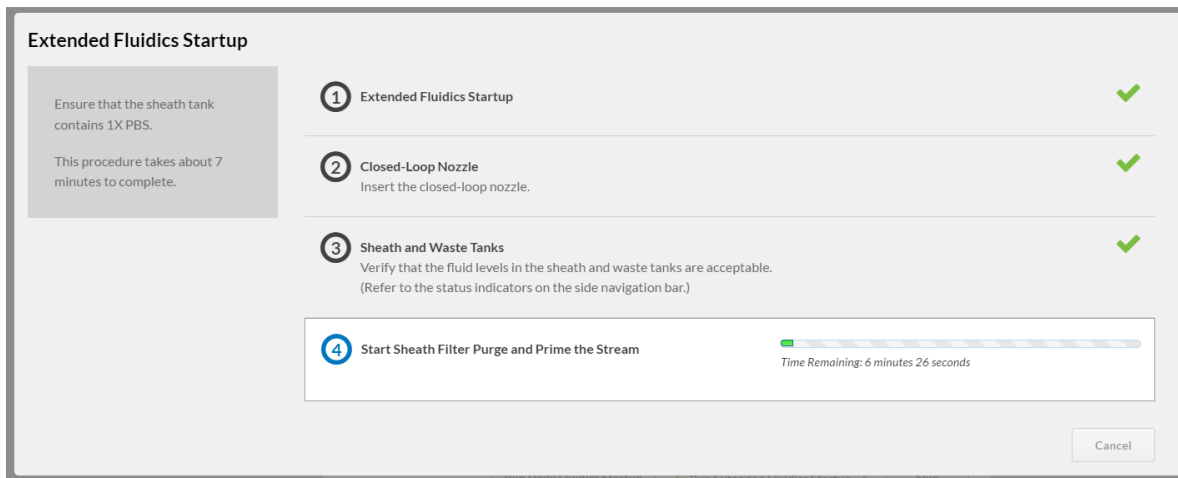 Extended Fluidics Startup
Ensure that the sheath tank
contains 1X PBS.
This procedure takes about 7
minutes to complete.
1 Extended Fluidics Startup
2 Closed-Loop Nozzle
Insert the closed-loop nozzle.
3 Sheath and Waste Tanks
Verify that the fluid levels in the sheath and waste tanks are acceptable.
(Refer to the status indicators on the side navigation bar.)
4 Start Sheath Filter Purge and Prime the Stream
Time Remaining: 6 minutes 26 seconds
Cancel